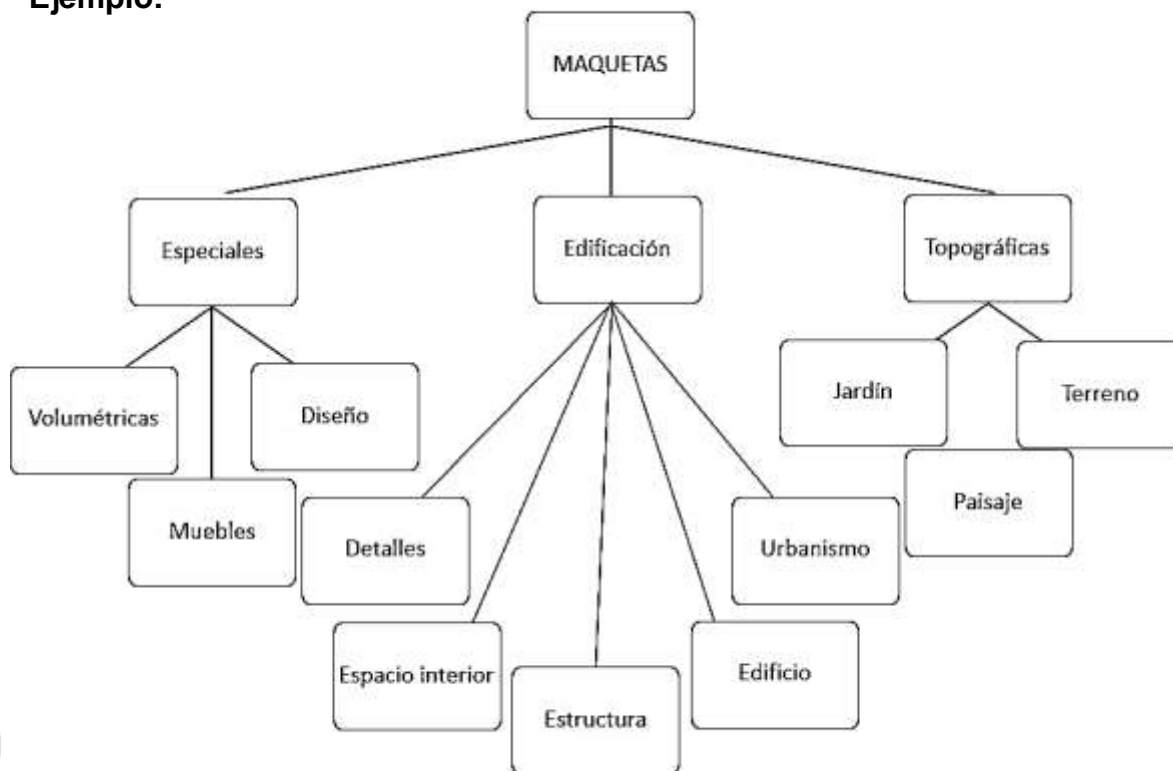 Ejemplo:
MAQUETAS
Especiales
Edificación
Topográficas
Volumétricas
Diseño
Jardín
Terreno
Muebles
Paisaje
Detalles
Urbanismo
Espacio interior
Edificio
Estructura